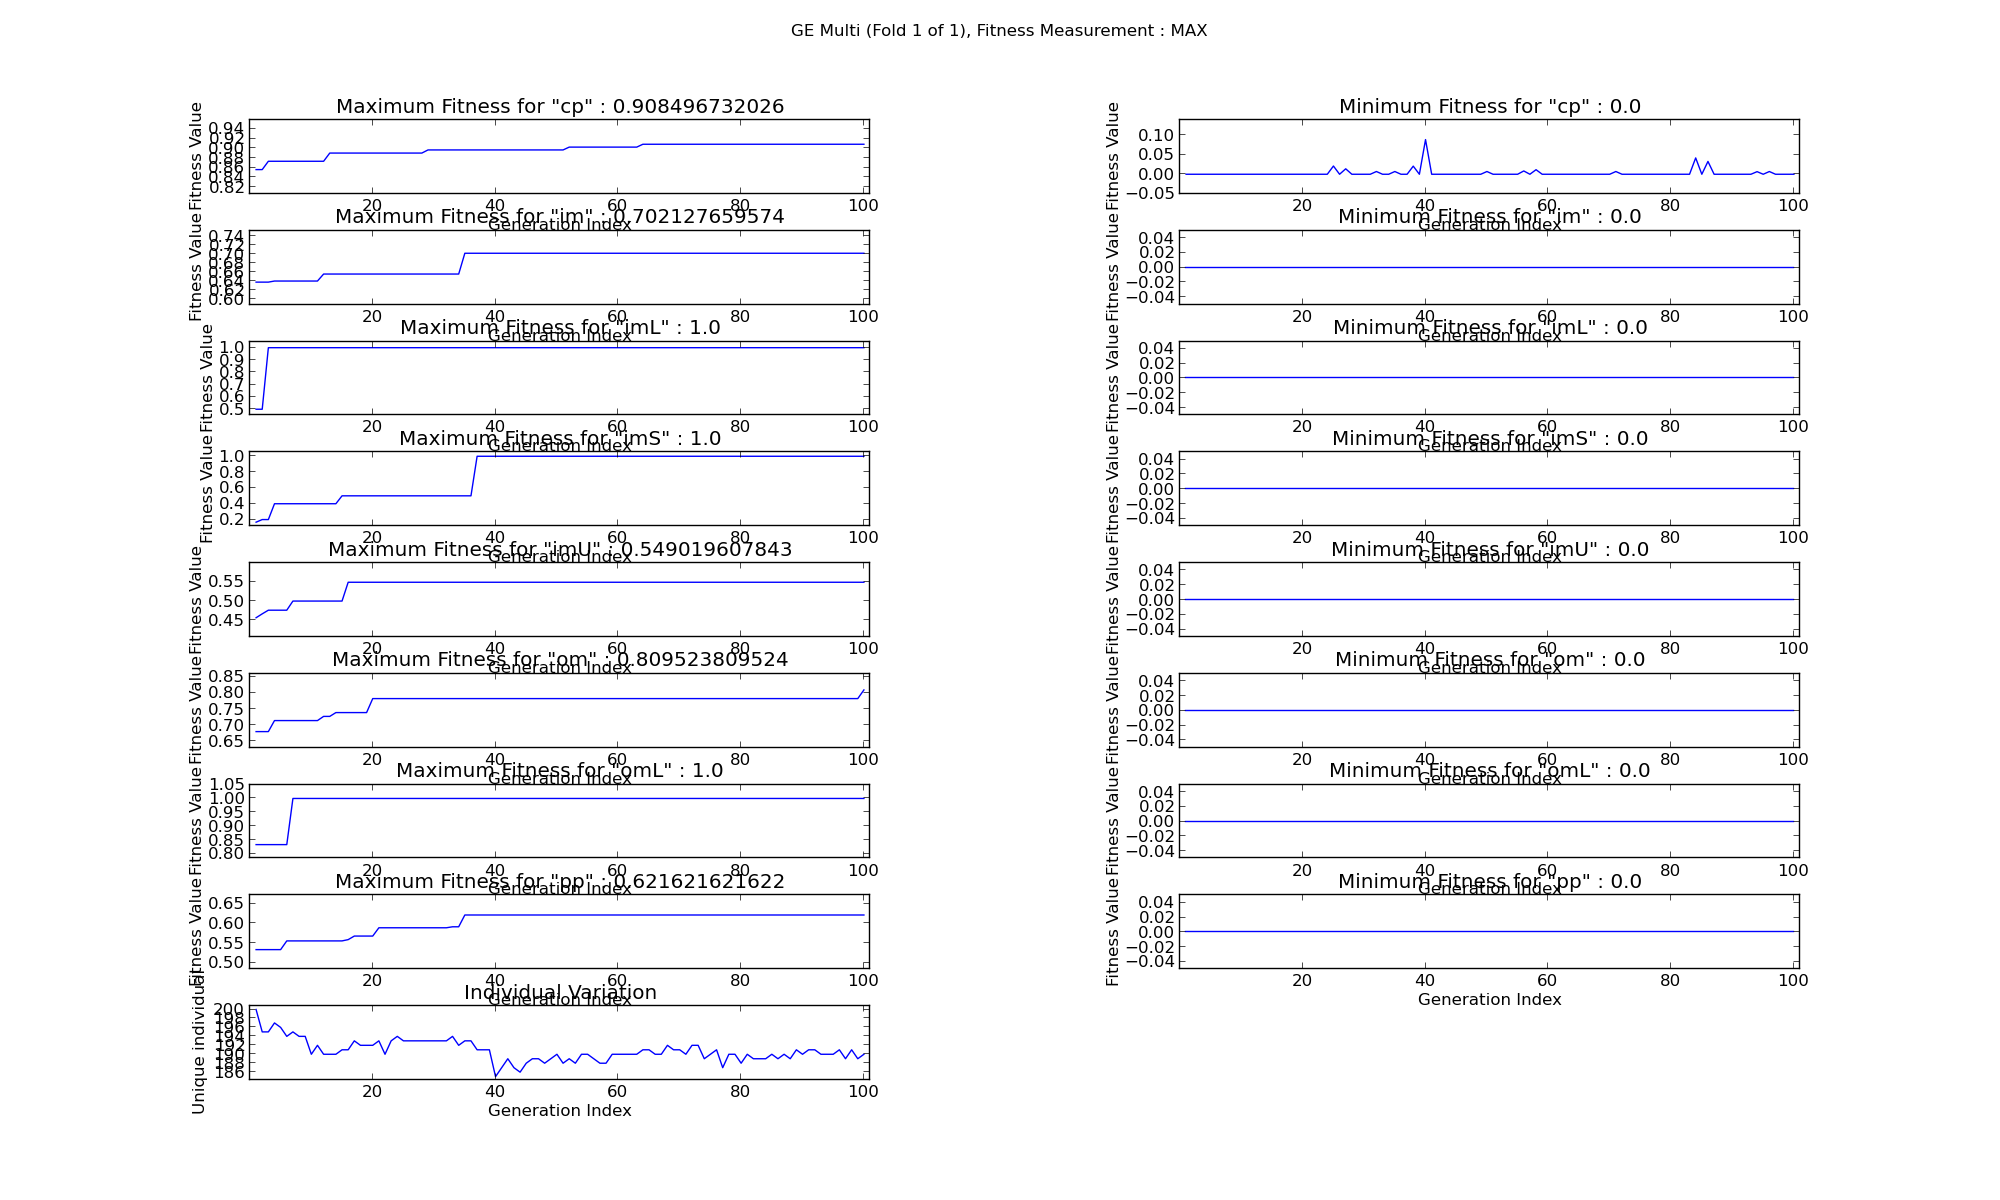 GE Multi (Fold 1 of 1), Fitness Measurement : MAX
Maximum Fitness for "cp" : 0.908496732026
Fitness Value
0.94
0.92
0.90
0.88
0.86
0.84
0.82
20 40 60 80 100
Generation Index
Maximum Fitness for "im" : 0.702127659574
Fitness Value
0.74
0.72
0.70
0.68
0.66
0.64
0.62
0.60
20 40 60 80 100
Generation Index
Maximum Fitness for "imL" : 1.0
Fitness Value
1.0
0.9
0.8
0.7
0.6
0.5
20 40 60 80 100
Generation Index
Maximum Fitness for "imS" : 1.0
Fitness Value
1.0
0.8
0.6
0.4
0.2
20 40 60 80 100
Generation Index
Maximum Fitness for "imU" : 0.549019607843
Fitness Value
0.55
0.50
0.45
20 40 60 80 100
Generation Index
Maximum Fitness for "om" : 0.809523809524
Fitness Value
0.85
0.80
0.75
0.70
0.65
20 40 60 80 100
Generation Index
Maximum Fitness for "omL" : 1.0
Fitness Value
1.05
1.00
0.95
0.90
0.85
0.80
20 40 60 80 100
Generation Index
Maximum Fitness for "pp" : 0.621621621622
Fitness Value
0.65
0.60
0.55
0.50
20 40 60 80 100
Generation Index
Individual Variation
Unique individual
200
198
196
194
192
190
188
186
20 40 60 80 100
Generation Index
Minimum Fitness for "cp" : 0.0
Fitness Value
0.10
0.05
0.00
−0.05
20 40 60 80 100
Generation Index
Minimum Fitness for "im" : 0.0
Fitness Value
0.04
0.02
0.00
−0.02
−0.04
20 40 60 80 100
Generation Index
Minimum Fitness for "imL" : 0.0
Fitness Value
0.04
0.02
0.00
−0.02
−0.04
20 40 60 80 100
Generation Index
Minimum Fitness for "imS" : 0.0
Fitness Value
0.04
0.02
0.00
−0.02
−0.04
20 40 60 80 100
Generation Index
Minimum Fitness for "imU" : 0.0
Fitness Value
0.04
0.02
0.00
−0.02
−0.04
20 40 60 80 100
Generation Index
Minimum Fitness for "om" : 0.0
Fitness Value
0.04
0.02
0.00
−0.02
−0.04
20 40 60 80 100
Generation Index
Minimum Fitness for "omL" : 0.0
Fitness Value
0.04
0.02
0.00
−0.02
−0.04
20 40 60 80 100
Generation Index
Minimum Fitness for "pp" : 0.0
Fitness Value
0.04
0.02
0.00
−0.02
−0.04
20 40 60 80 100
Generation Index